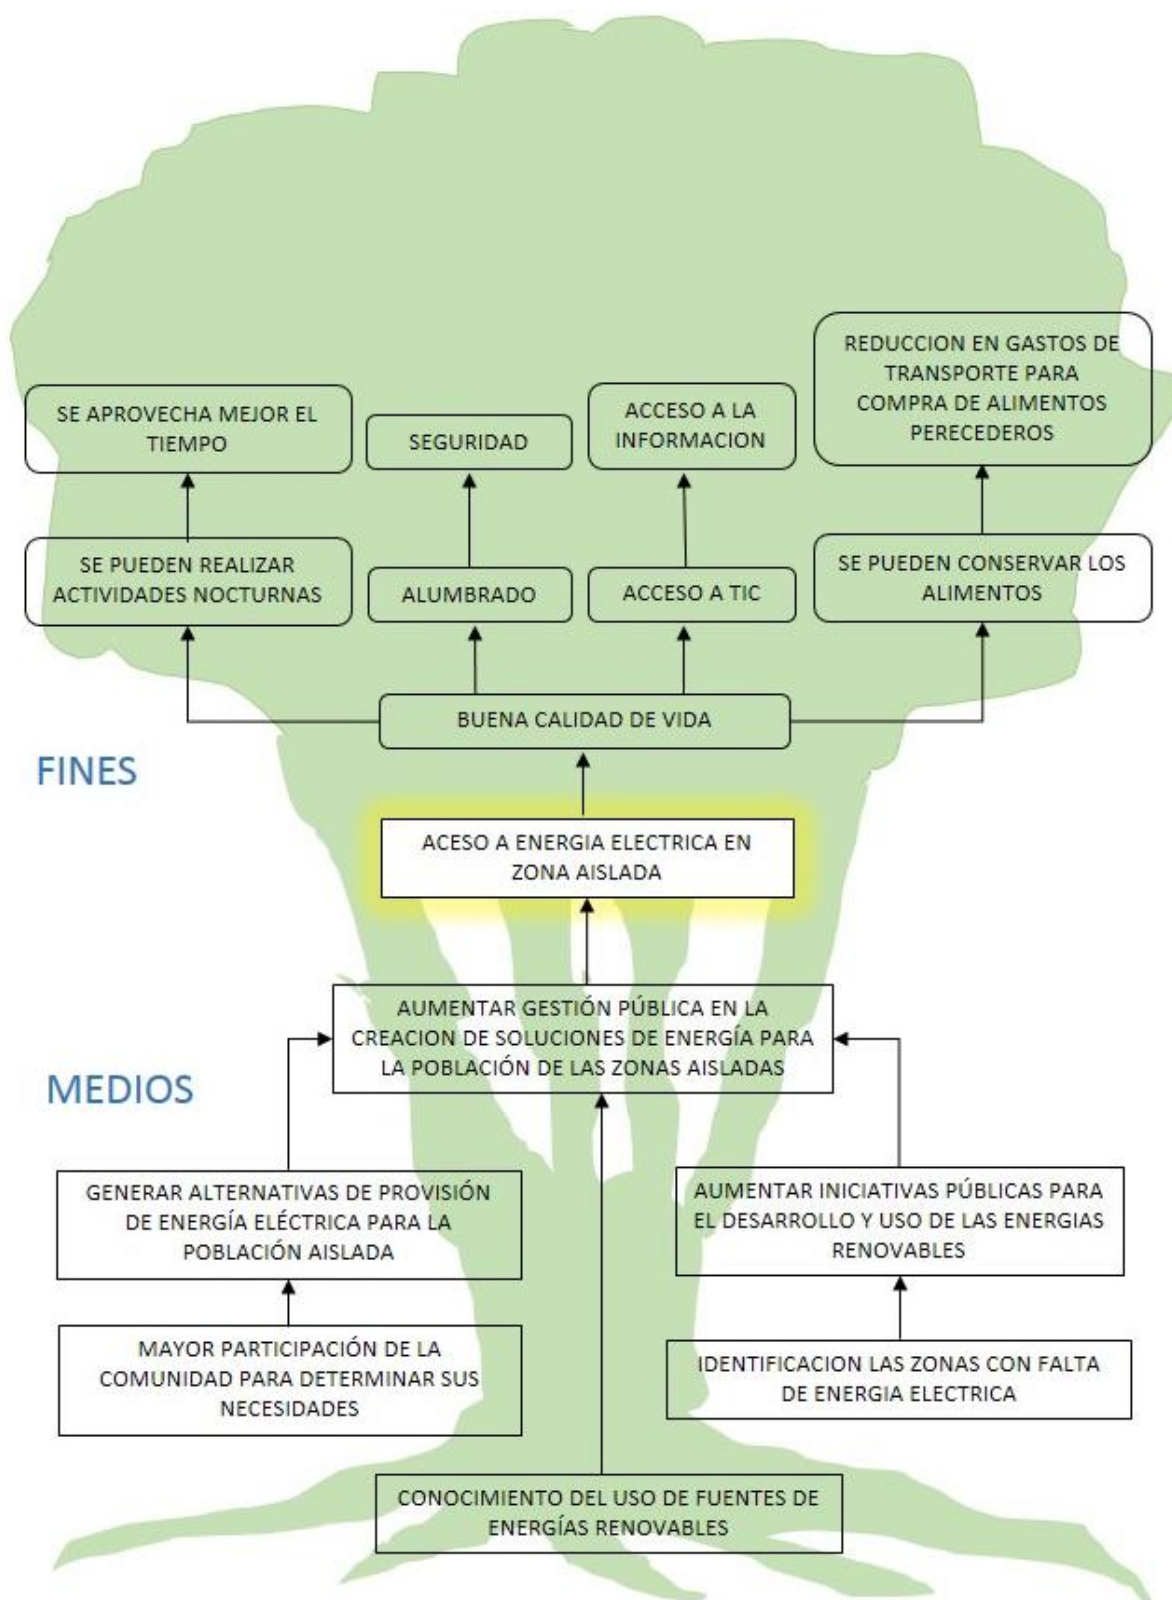 SE APROVECHA MEJOR EL
TIEMPO
SEGURIDAD
ACCESO A LA
INFORMACION
REDUCCION EN GASTOS DE
TRANSPORTE PARA
COMPRA DE ALIMENTOS
PERECEDEROS
SE PUEDEN REALIZAR
ACTIVIDADES NOCTURNAS
ALUMBRADO
ACCESO A TIC
SE PUEDEN CONSERVAR LOS
ALIMENTOS
BUENA CALIDAD DE VIDA
FINES
ACESO A ENERGIA ELECTRICA EN
ZONA AISLADA
AUMENTAR GESTIÓN PÚBLICA EN LA
CREACION DE SOLUCIONES DE ENERGÍA PARA
LA POBLACIÓN DE LAS ZONAS AISLADAS
MEDIOS
GENERAR ALTERNATIVAS DE PROVISIÓN
DE ENERGÍA ELÉCTRICA PARA LA
POBLACIÓN AISLADA
AUMENTAR INICIATIVAS PÚBLICAS PARA
EL DESARROLLO Y USO DE LAS ENERGIAS
RENOVABLES
MAYOR PARTICIPACIÓN DE LA
COMUNIDAD PARA DETERMINAR SUS
NECESIDADES
IDENTIFICACION LAS ZONAS CON FALTA
DE ENERGIA ELECTRICA
CONOCIMIENTO DEL USO DE FUENTES DE
ENERGÍAS RENOVABLES